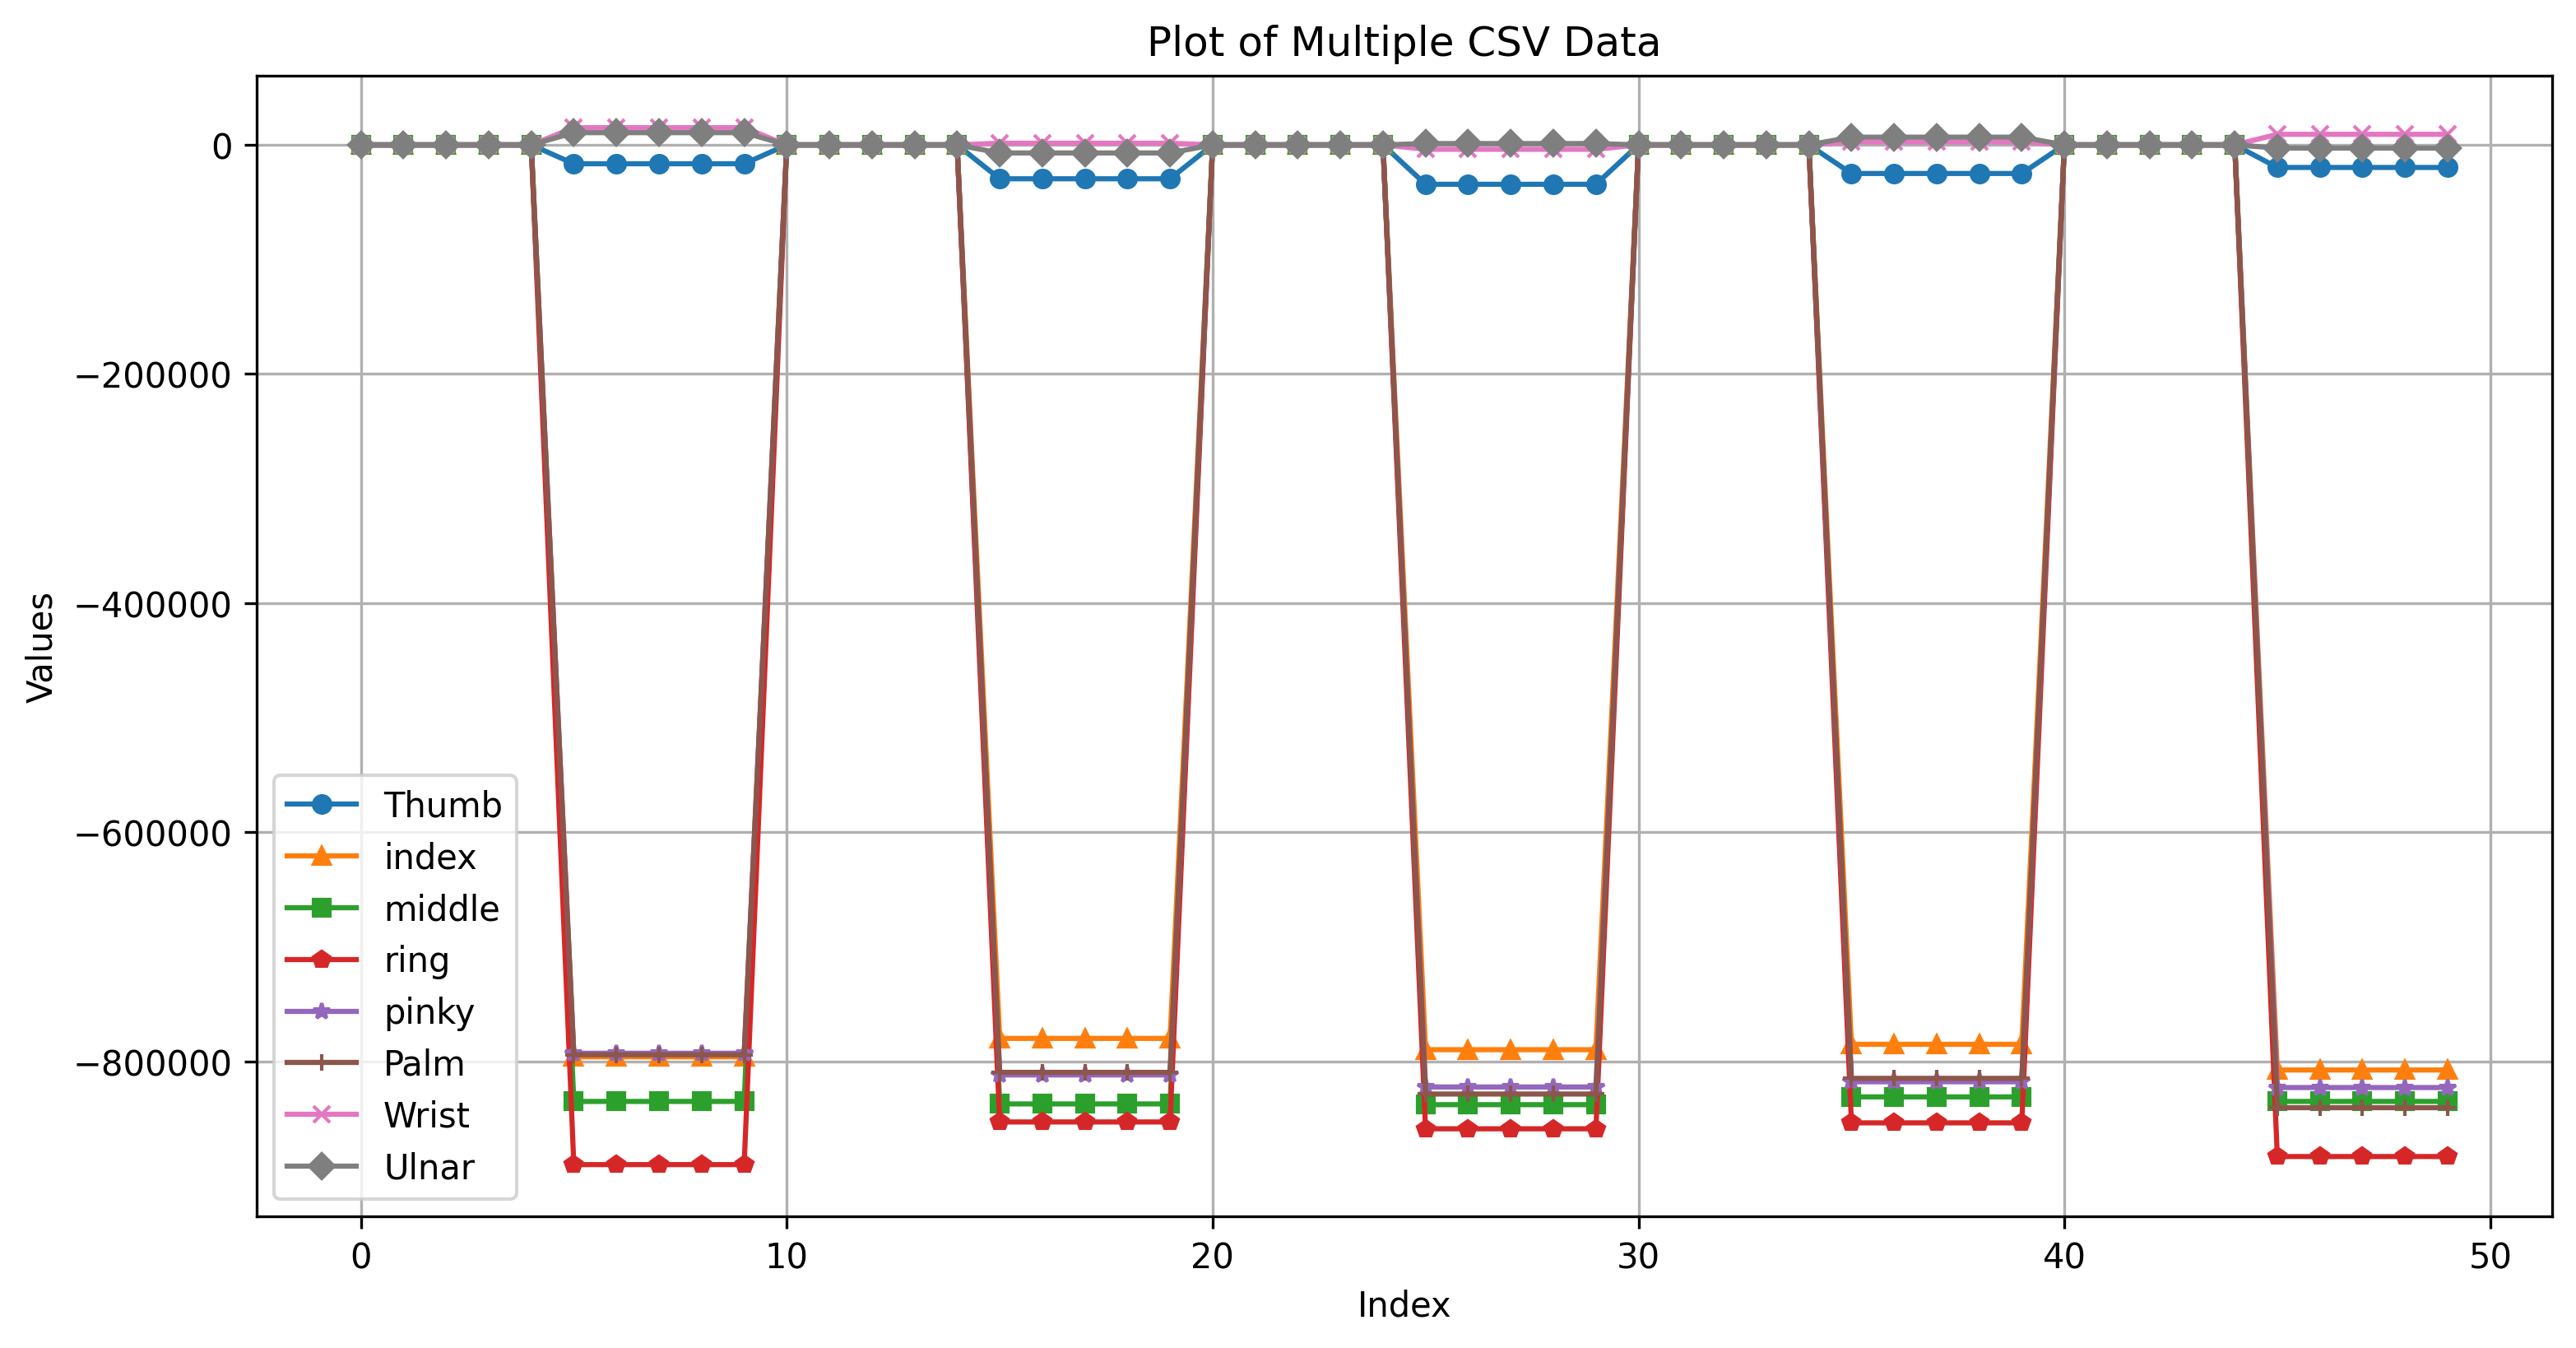 Plot of Multiple CSV Data
0
−200000
−400000
−600000
−800000
Values
Thumb
index
middle
ring
pinky
Palm
Wrist
Ulnar
0 10 20 30 40 50
Index